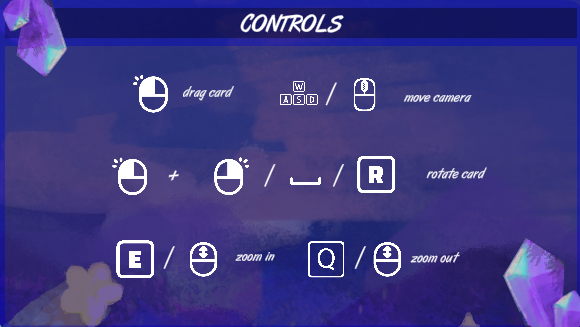 CONTROLS
drag card W A S D / move camera
+ / / R rotate card
E / zoom in Q / zoom out